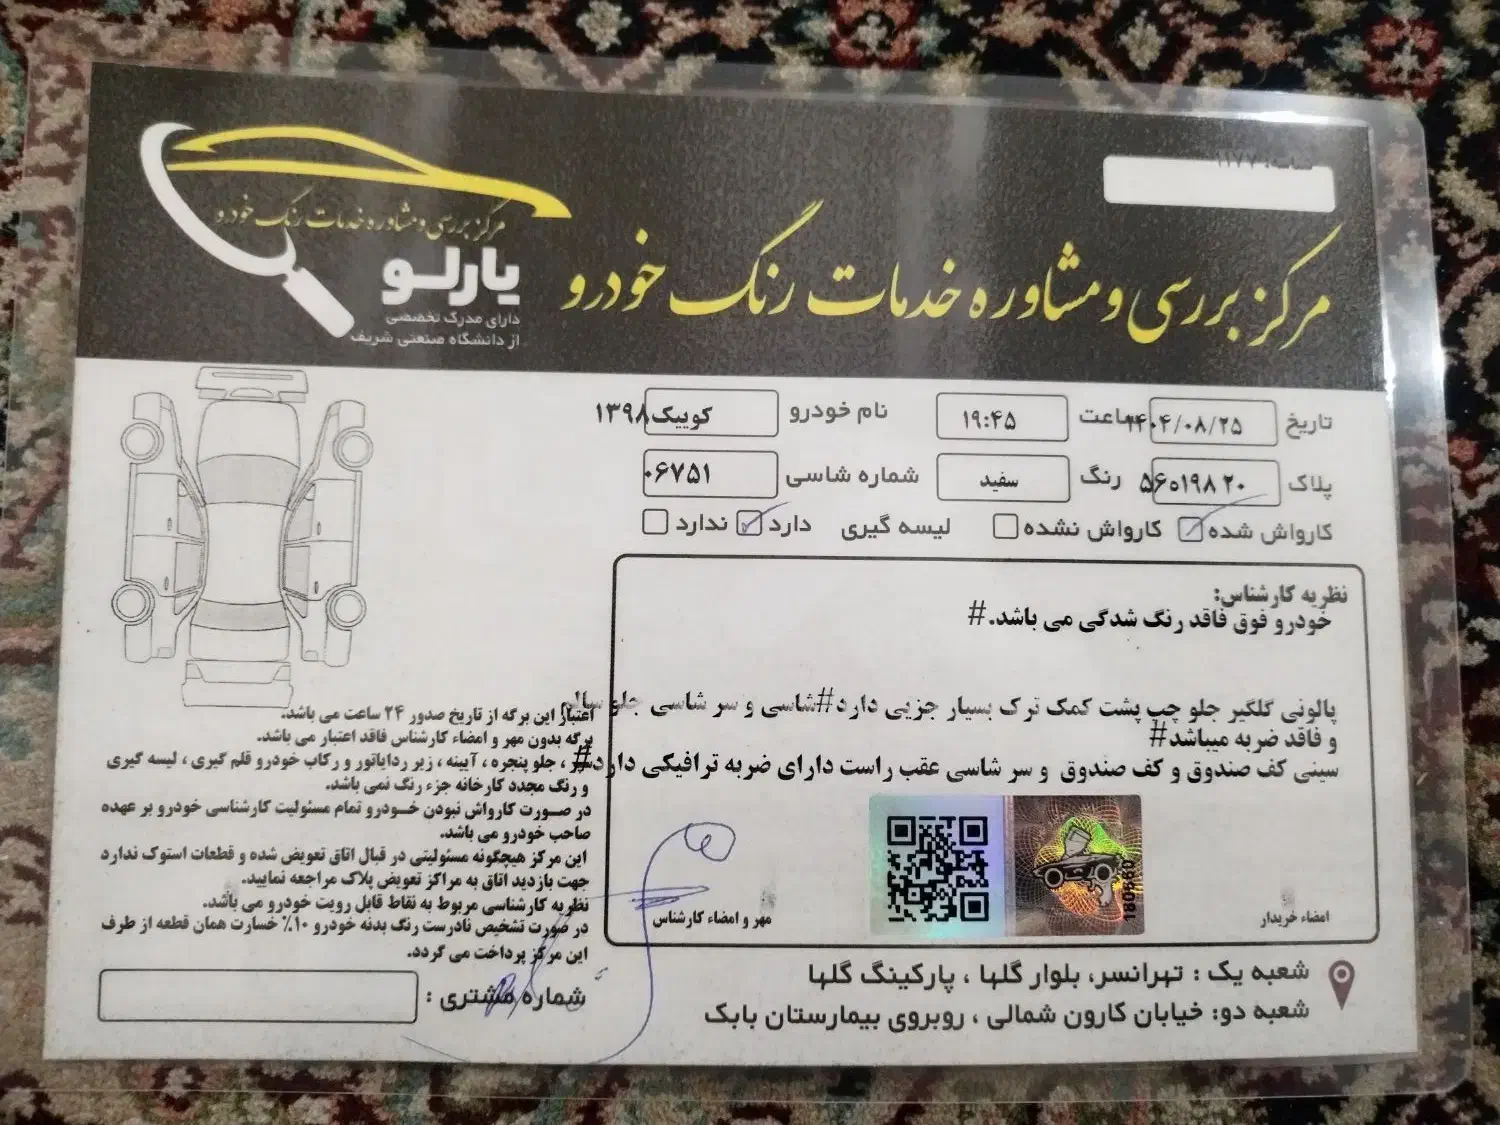 مرکز بررسی و مشاوره خدمات رنگ خودرو
یارلو
دارای مدرک تخصصی
از دانشگاه صنعتی شریف
۱۱۷۷
مرکز بررسی و مشاوره خدمات رنگ خودرو
تاریخ ۱۴۰۴/۰۸/۲۵ ساعت ۱۹:۴۵ نام خودرو کوییک ۱۳۹۸
پلاک رنگ سفید شماره شاسی ۰۶۷۵۱
کارواش شده کارواش نشده لیسه گیری دارد ندارد
نظریه کارشناس:
خودرو فوق فاقد رنگ شدگی می باشد.#
پالونی گلگیر جلو چپ پشت کمک ترک بسیار جزیی دارد#شاسی و سر شاسی جلو سالم
و فاقد ضربه میباشد#
سینی کف صندوق و کف صندوق و سر شاسی عقب راست دارای ضربه ترافیکی دارد#
180660
امضاء خریدار
مهر و امضاء کارشناس
اعتبار این برگه از تاریخ صدور ۲۴ ساعت می باشد.
برگه بدون مهر و امضاء کارشناس فاقد اعتبار می باشد.
، جلو پنجره ، آیینه ، زیر ردایاتور و رکاب خودرو قلم گیری ، لیسه گیری
و رنگ مجدد کارخانه جزء رنگ نمی باشد.
در صورت کارواش نبودن خودرو تمام مسئولیت کارشناسی خودرو بر عهده
صاحب خودرو می باشد.
این مرکز هیچگونه مسئولیتی در قبال اتاق تعویض شده و قطعات استوک ندارد
جهت بازدید اتاق به مراکز تعویض پلاک مراجعه نمایید.
نظریه کارشناسی مربوط به نقاط قابل رویت خودرو می باشد.
در صورت تشخیص نادرست رنگ بدنه خودرو ۱۰٪ خسارت همان قطعه از طرف
این مرکز پرداخت می گردد.
شماره مشتری :
شعبه یک : تهرانسر، بلوار گلها ، پارکینگ گلها
شعبه دو: خیابان کارون شمالی ، روبروی بیمارستان بابک